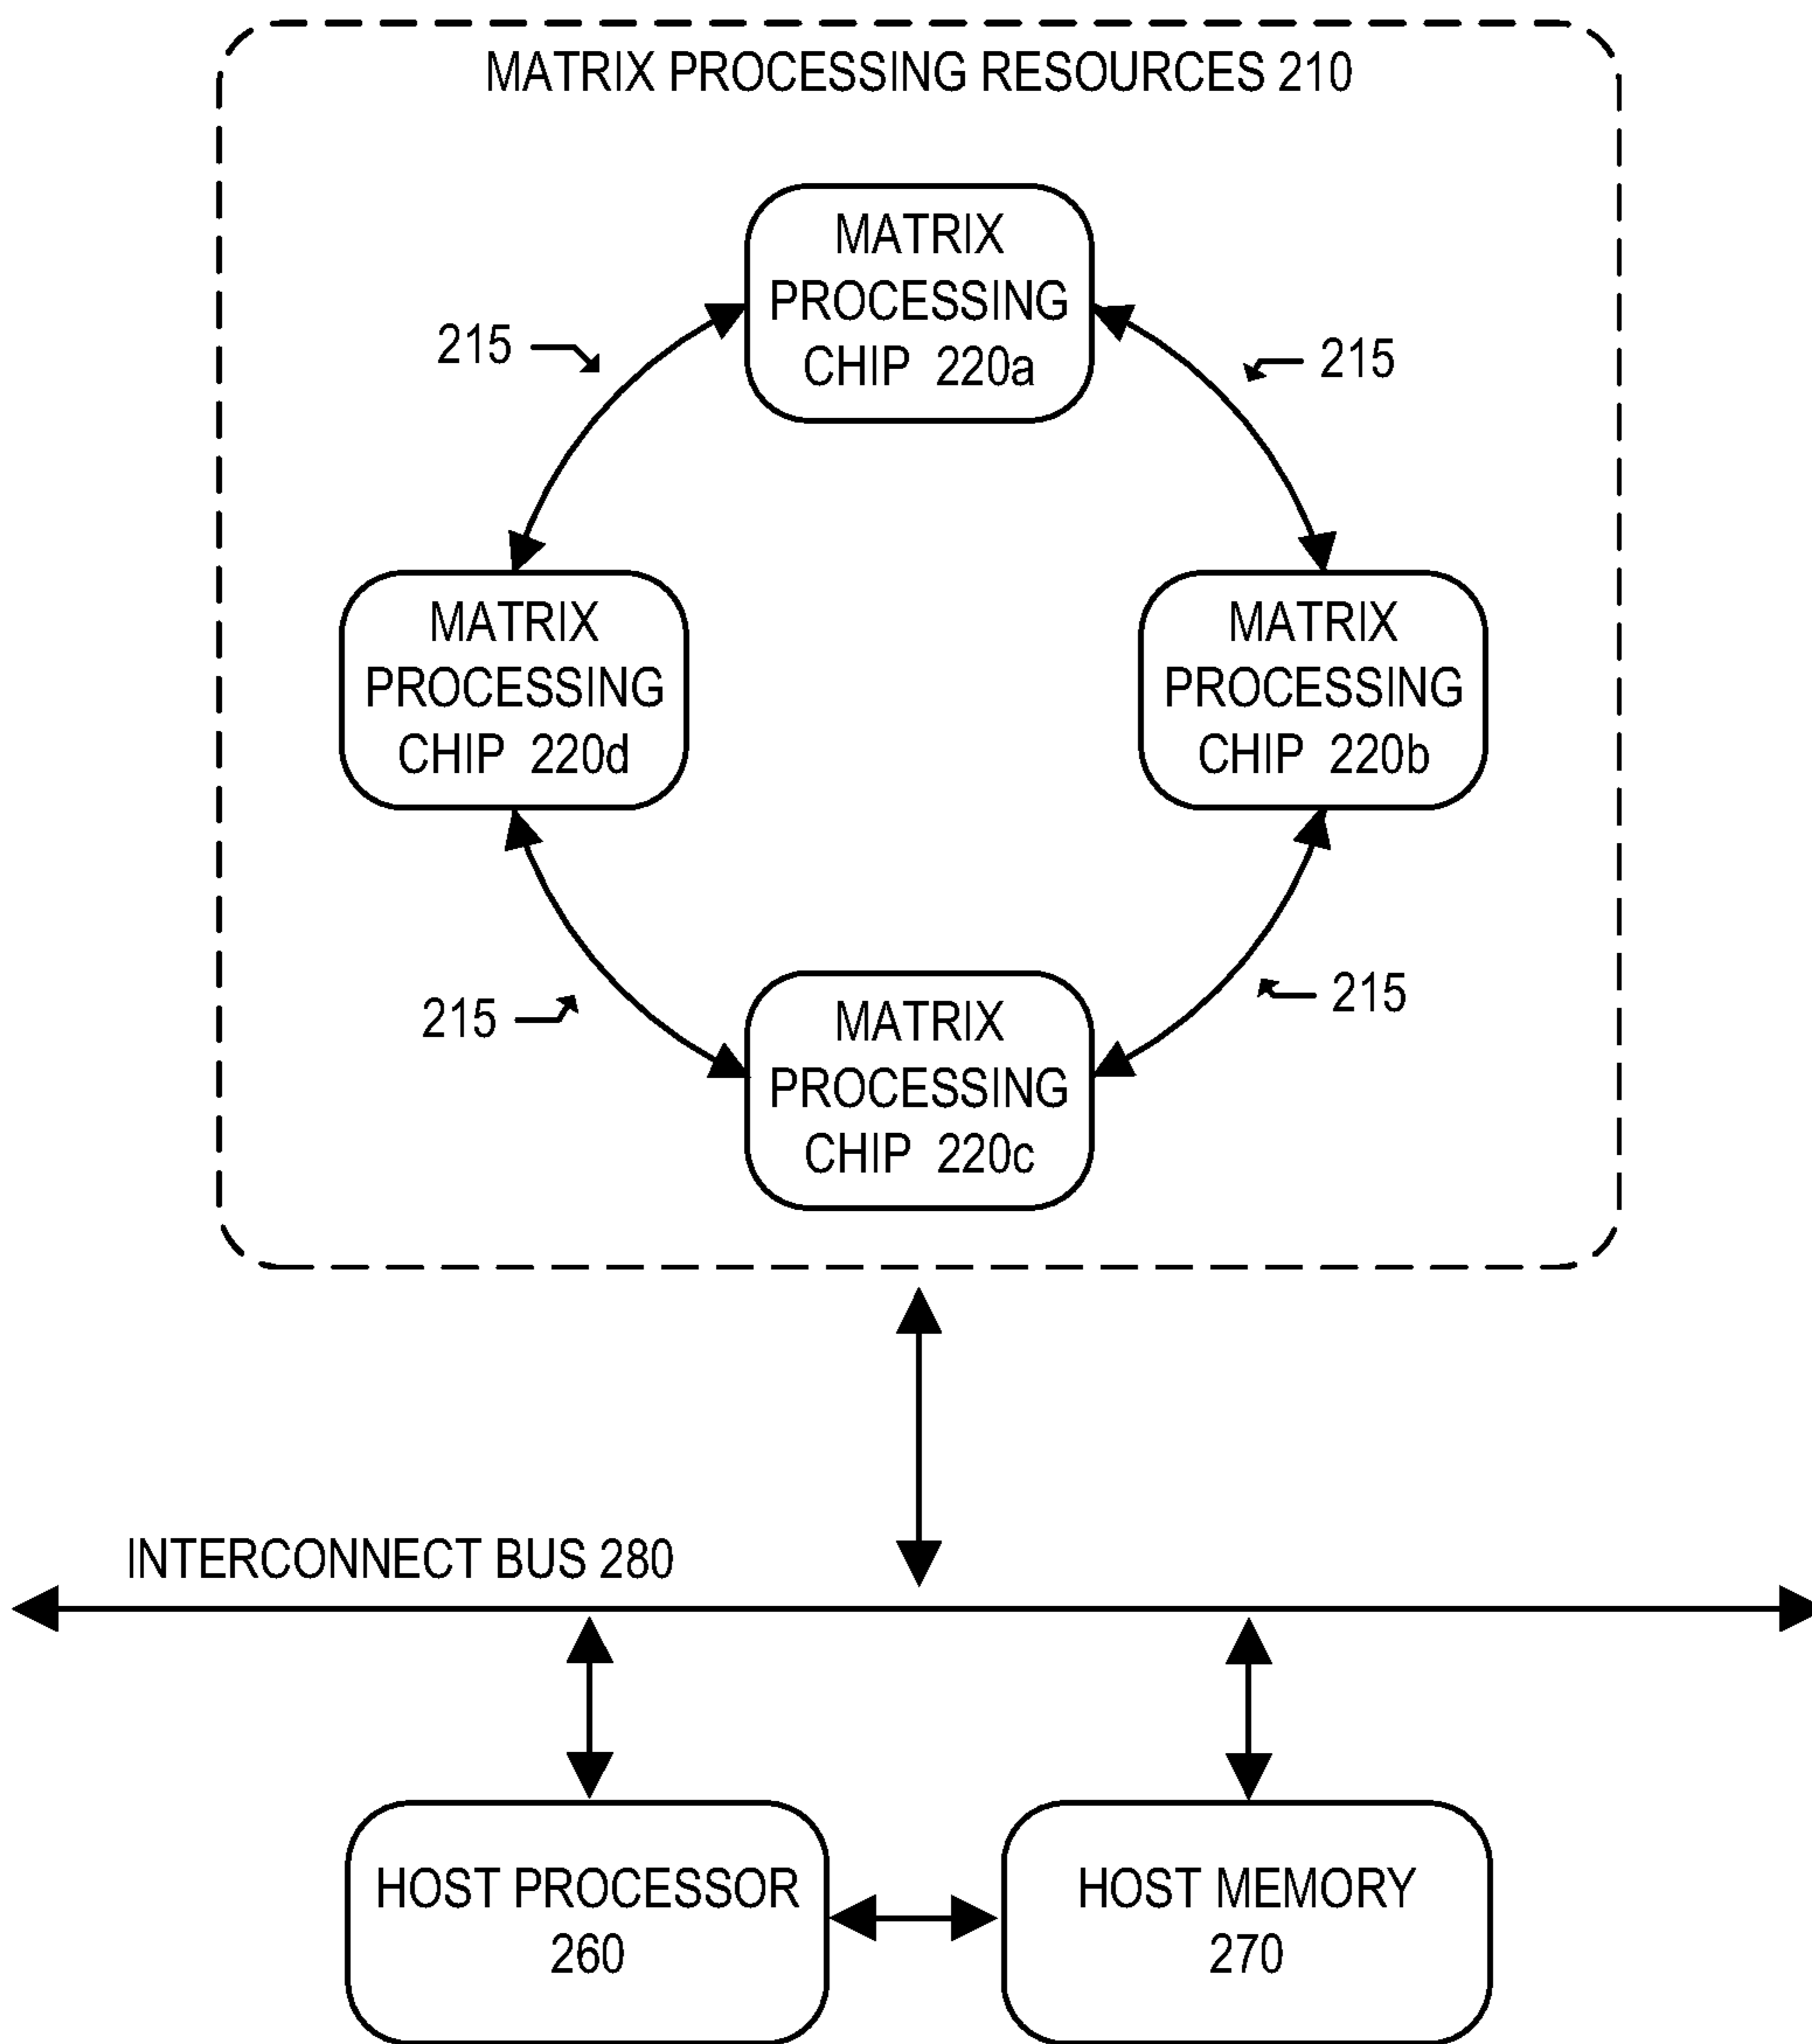 MATRIX PROCESSING RESOURCES 210
MATRIX
PROCESSING
CHIP 220a
215
215
MATRIX
PROCESSING
CHIP 220d
MATRIX
PROCESSING
CHIP 220b
215
215
MATRIX
PROCESSING
CHIP 220c
INTERCONNECT BUS 280
HOST PROCESSOR
260
HOST MEMORY
270